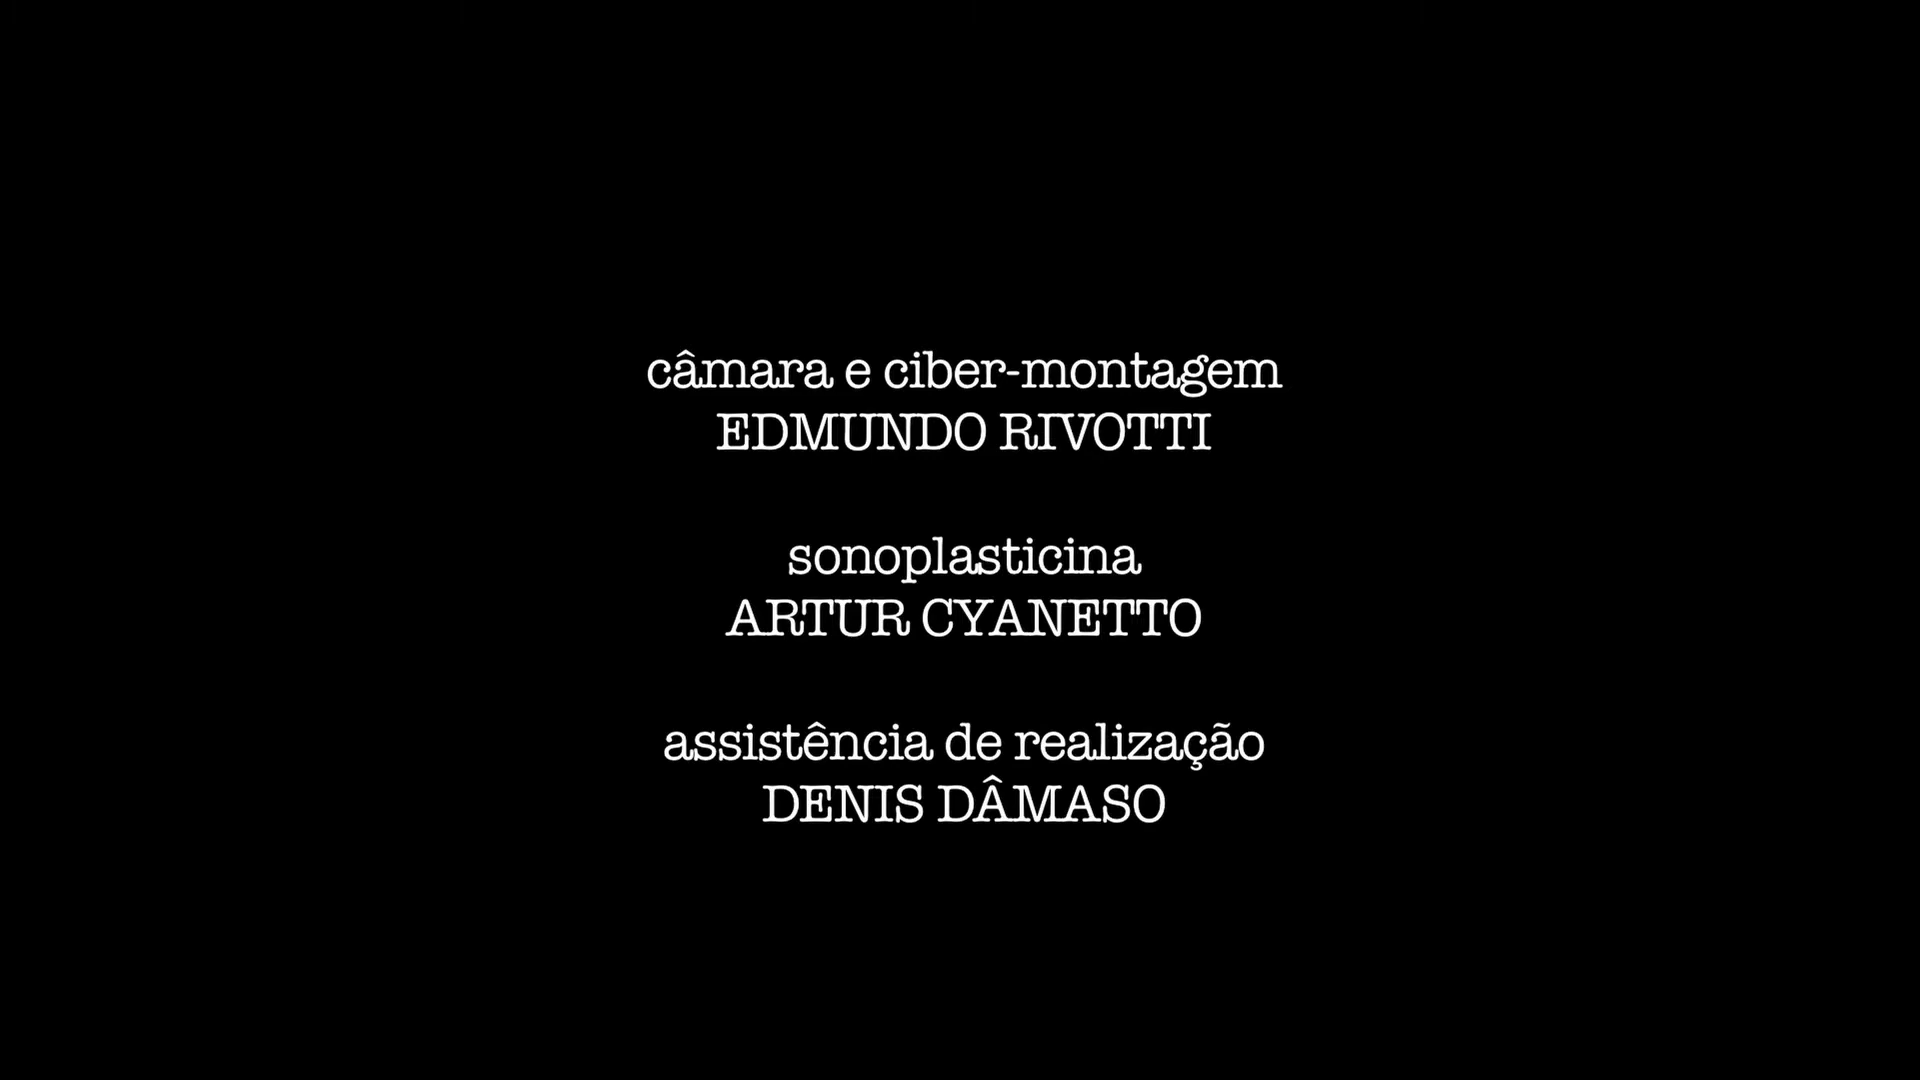 câmara e ciber-montagem
EDMUNDO RIVOTTI
sonoplasticina
ARTUR CYANETTO
assistência de realização
DENIS DÂMASO